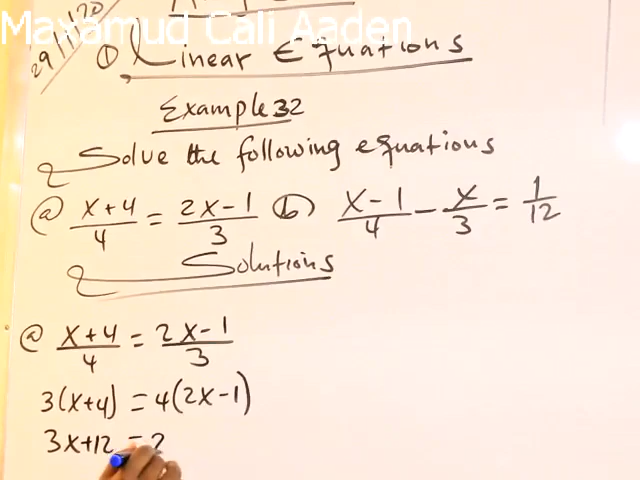 Maxamud Cali Aaden
29/11/20
① Linear Equations
Example 32
Solve the following equations
ⓐ x+4/4 = 2x-1/3 ⓑ x-1/4 - x/3 = 1/12
Solutions
ⓐ x+4/4 = 2x-1/3
3(x+4) = 4(2x-1)
3x+12 =